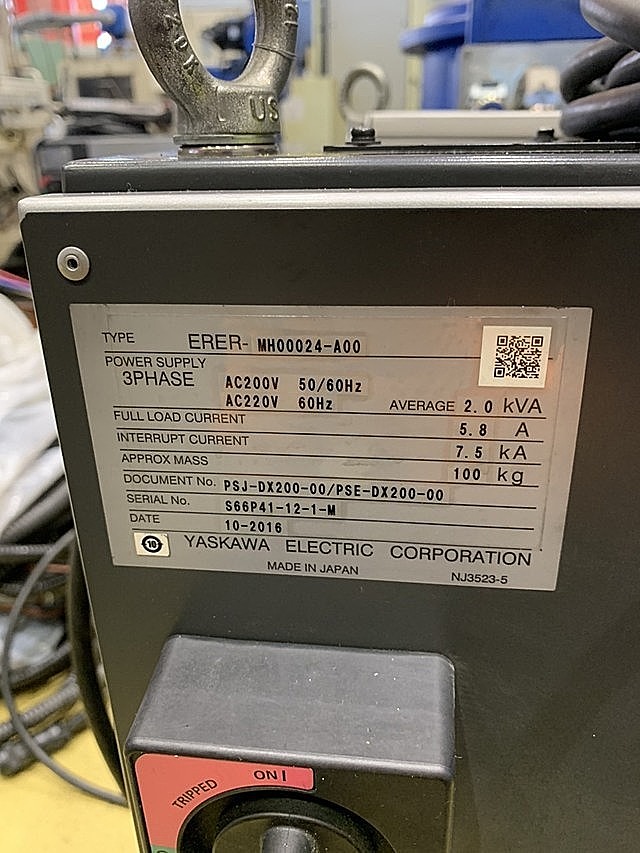 US
TYPE ERER-MH00024-A00
POWER SUPPLY
3PHASE AC200V 50/60Hz
AC220V 60Hz AVERAGE 2.0 kVA
FULL LOAD CURRENT 5.8 A
INTERRUPT CURRENT 7.5 kA
APPROX MASS 100 kg
DOCUMENT No. PSJ-DX200-00/PSE-DX200-00
SERIAL No. S66P41-12-1-M
DATE 10-2016
10 YASKAWA ELECTRIC CORPORATION
MADE IN JAPAN NJ3523-5
TRIPPED ON I